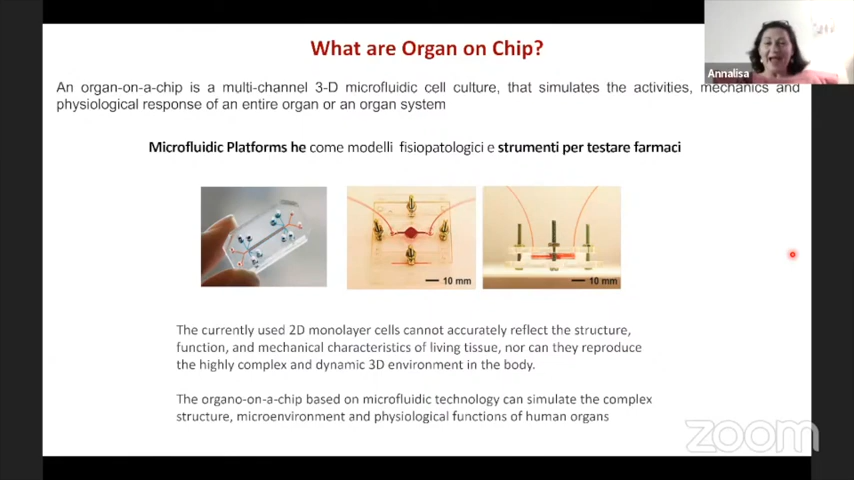 What are Organ on Chip?
Annalisa
An organ-on-a-chip is a multi-channel 3-D microfluidic cell culture, that simulates the activities, mechanics and
physiological response of an entire organ or an organ system
Microfluidic Platforms he come modelli fisiopatologici e strumenti per testare farmaci
10 mm
10 mm
The currently used 2D monolayer cells cannot accurately reflect the structure,
function, and mechanical characteristics of living tissue, nor can they reproduce
the highly complex and dynamic 3D environment in the body.
The organo-on-a-chip based on microfluidic technology can simulate the complex
structure, microenvironment and physiological functions of human organs
zoom